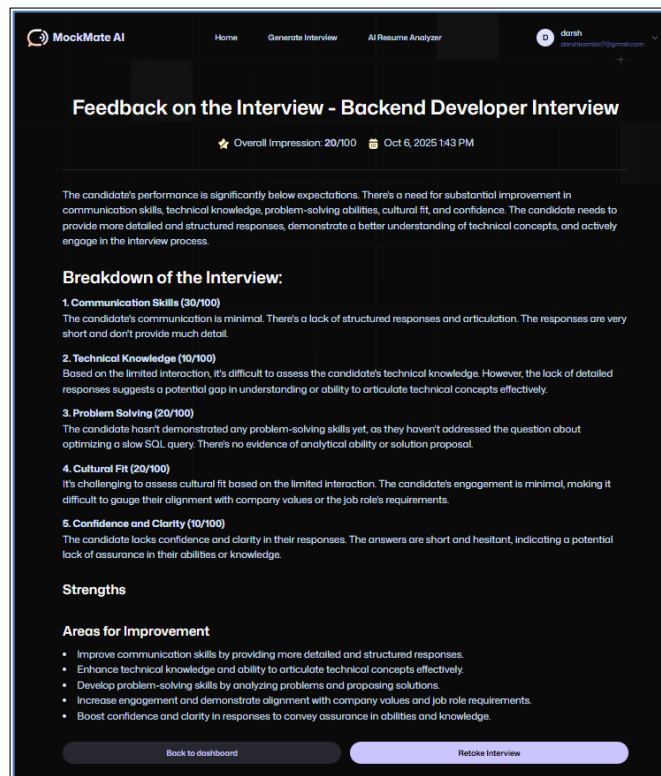 MockMate AI
Home Generate Interview AI Resume Analyzer
D darsh
darshkambio7@gmail.com
Feedback on the Interview - Backend Developer Interview
Overall Impression: 20/100 Oct 6, 2025 1:43 PM
The candidate's performance is significantly below expectations. There's a need for substantial improvement in
communication skills, technical knowledge, problem-solving abilities, cultural fit, and confidence. The candidate needs to
provide more detailed and structured responses, demonstrate a better understanding of technical concepts, and actively
engage in the interview process.
Breakdown of the Interview:
1. Communication Skills (30/100)
The candidate's communication is minimal. There's a lack of structured responses and articulation. The responses are very
short and don't provide much detail.
2. Technical Knowledge (10/100)
Based on the limited interaction, it's difficult to assess the candidate's technical knowledge. However, the lack of detailed
responses suggests a potential gap in understanding or ability to articulate technical concepts effectively.
3. Problem Solving (20/100)
The candidate hasn't demonstrated any problem-solving skills yet, as they haven't addressed the question about
optimizing a slow SQL query. There's no evidence of analytical ability or solution proposal.
4. Cultural Fit (20/100)
It's challenging to assess cultural fit based on the limited interaction. The candidate's engagement is minimal, making it
difficult to gauge their alignment with company values or the job role's requirements.
5. Confidence and Clarity (10/100)
The candidate lacks confidence and clarity in their responses. The answers are short and hesitant, indicating a potential
lack of assurance in their abilities or knowledge.
Strengths
Areas for Improvement
• Improve communication skills by providing more detailed and structured responses.
• Enhance technical knowledge and ability to articulate technical concepts effectively.
• Develop problem-solving skills by analyzing problems and proposing solutions.
• Increase engagement and demonstrate alignment with company values and job role requirements.
• Boost confidence and clarity in responses to convey assurance in abilities and knowledge.
Back to dashboard Retake Interview